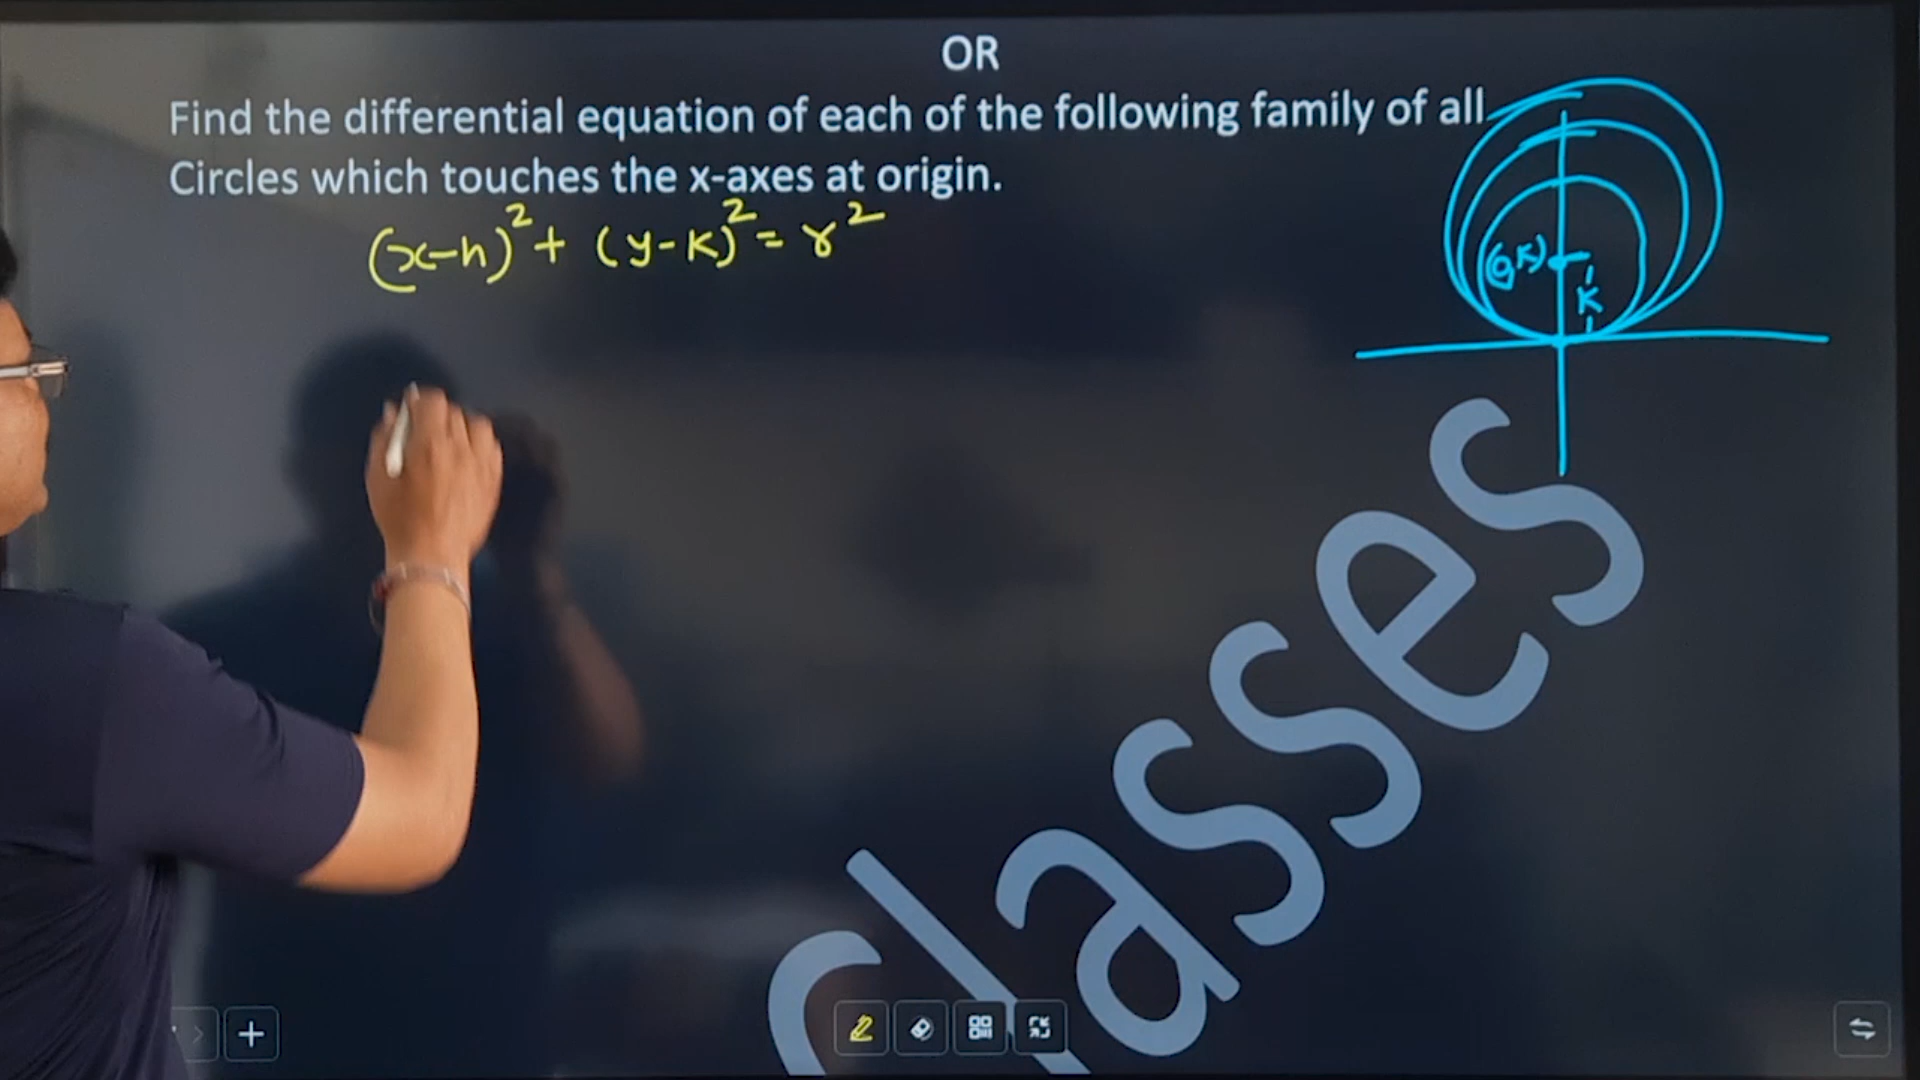 OR
Find the differential equation of each of the following family of all
Circles which touches the x-axes at origin.
(x-h)² + (y-k)² = r²
(0,k)
k
Classes